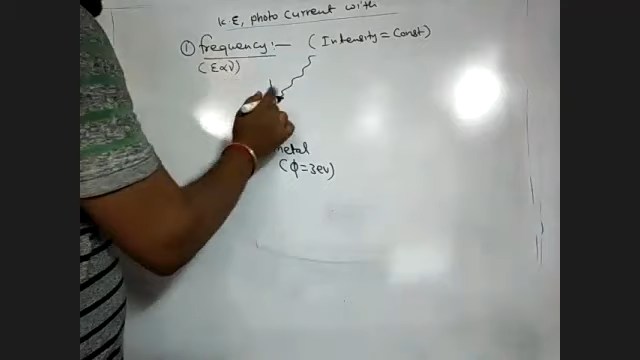 K.E, photo Current with
① frequency:— ( Intensity = Const)
(E∝ν)
metal
(ϕ=3ev)